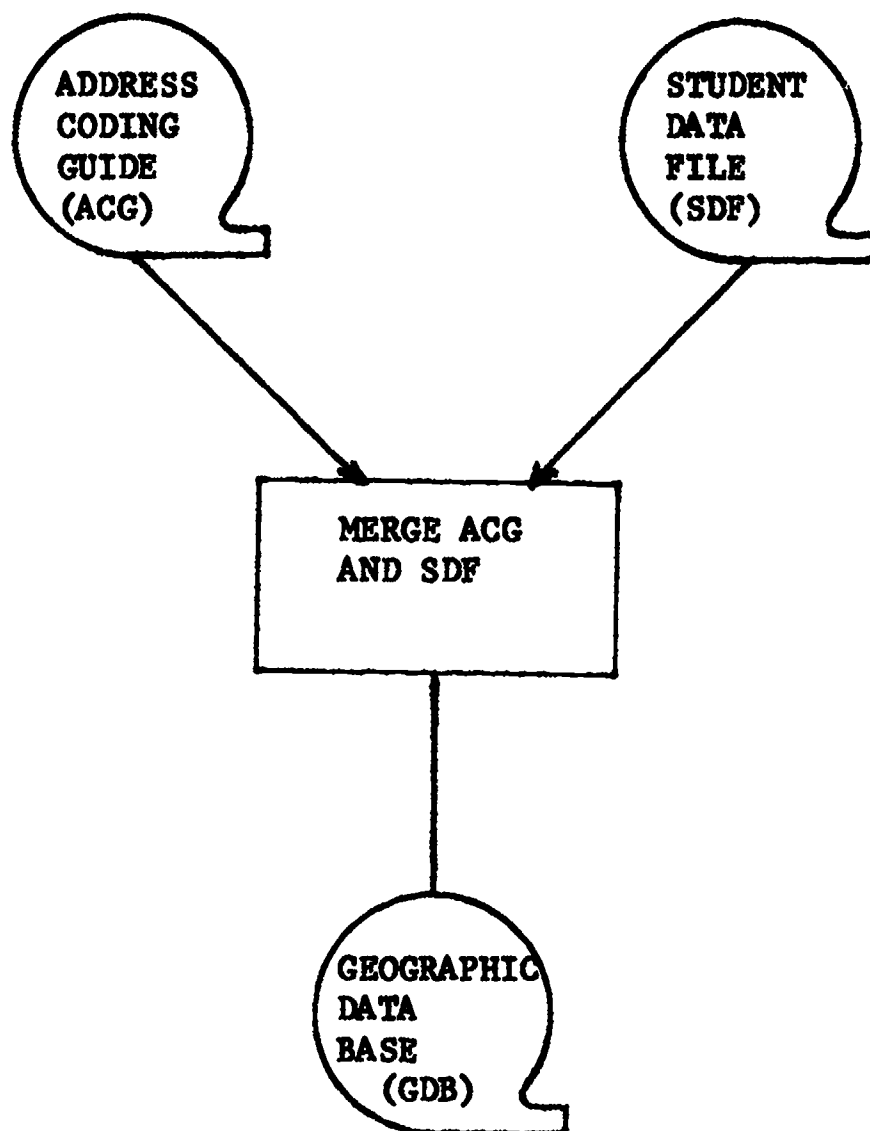 ADDRESS
CODING
GUIDE
(ACG)
STUDENT
DATA
FILE
(SDF)
MERGE ACG
AND SDF
GEOGRAPHIC
DATA
BASE
(GDB)